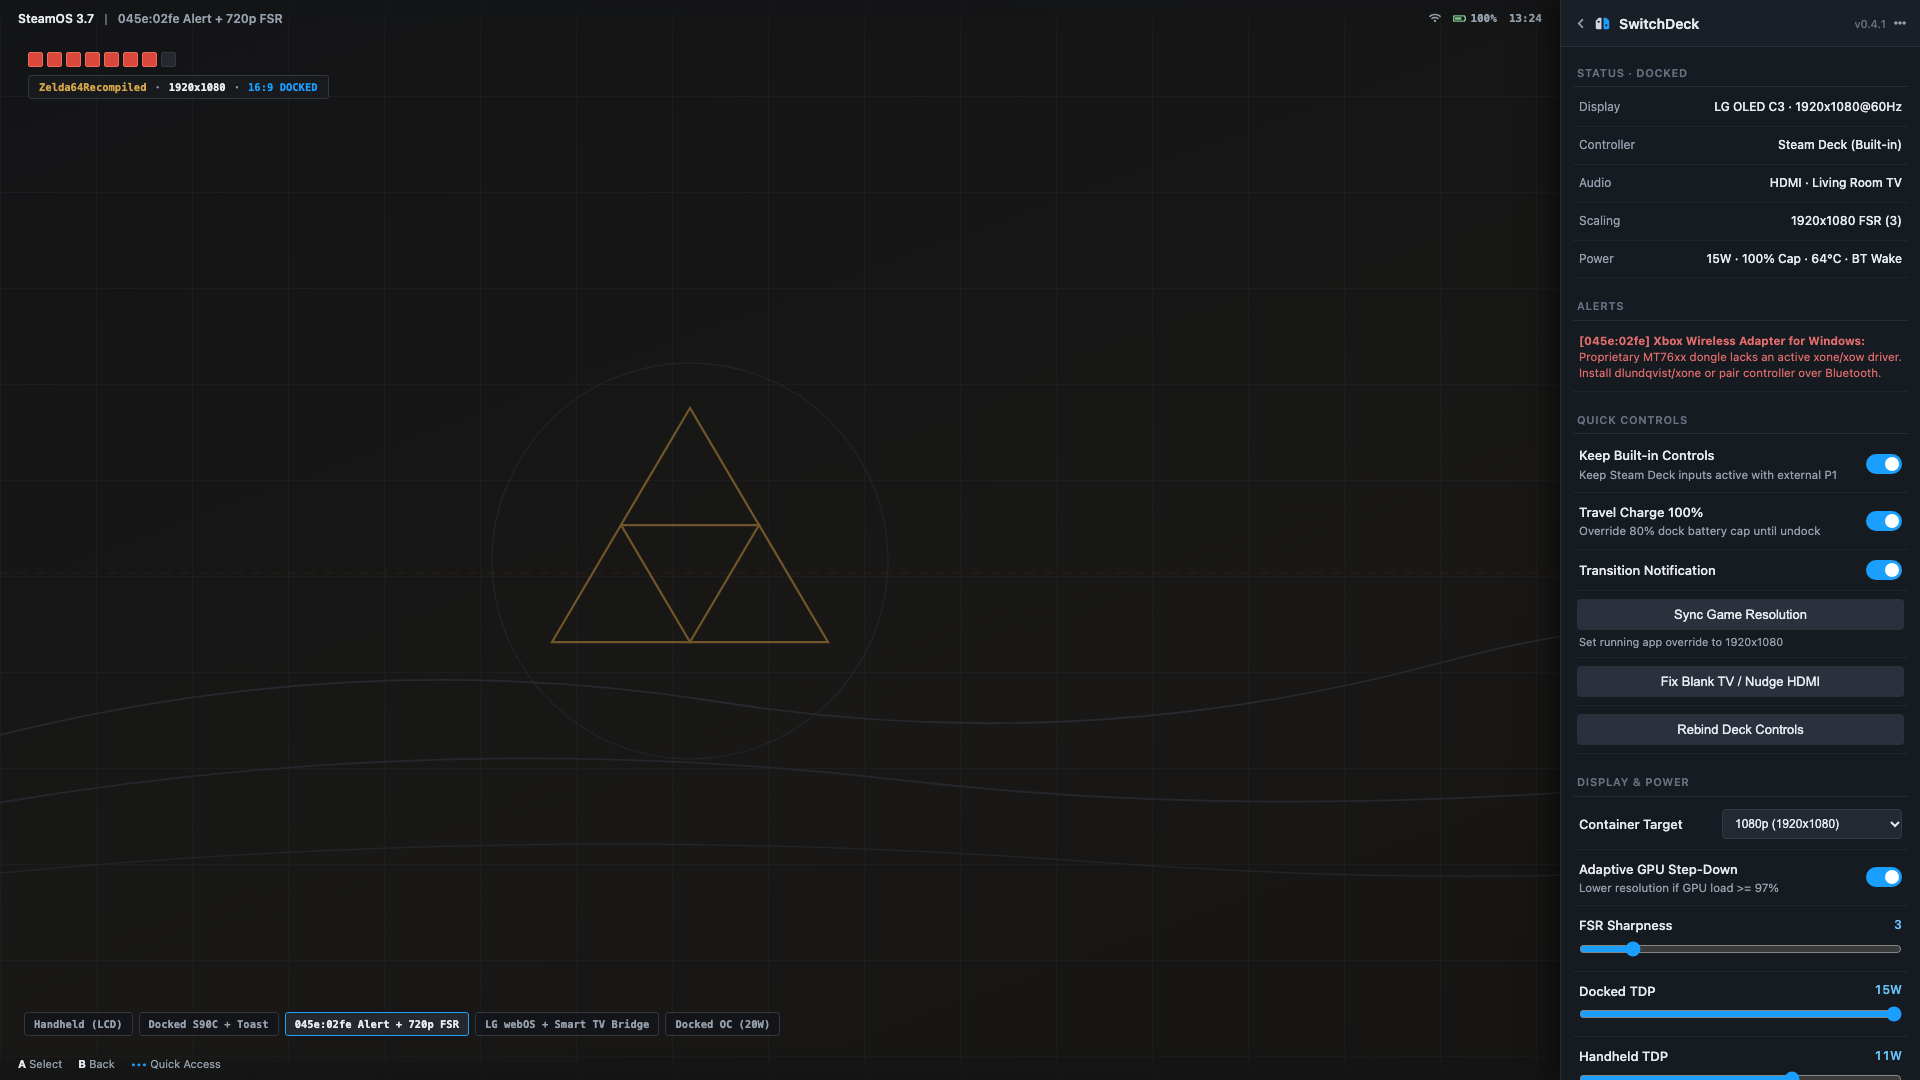 SteamOS 3.7 | 045e:02fe Alert + 720p FSR
100% 13:24
Zelda64Recompiled · 1920x1080 · 16:9 DOCKED
Handheld (LCD)
Docked S90C + Toast
045e:02fe Alert + 720p FSR
LG webOS + Smart TV Bridge
Docked OC (20W)
A Select B Back ••• Quick Access
SwitchDeck
v0.4.1
STATUS · DOCKED
Display LG OLED C3 · 1920x1080@60Hz
Controller Steam Deck (Built-in)
Audio HDMI · Living Room TV
Scaling 1920x1080 FSR (3)
Power 15W · 100% Cap · 64°C · BT Wake
ALERTS
[045e:02fe] Xbox Wireless Adapter for Windows:
Proprietary MT76xx dongle lacks an active xone/xow driver.
Install dlundqvist/xone or pair controller over Bluetooth.
QUICK CONTROLS
Keep Built-in Controls
Keep Steam Deck inputs active with external P1
Travel Charge 100%
Override 80% dock battery cap until undock
Transition Notification
Sync Game Resolution
Set running app override to 1920x1080
Fix Blank TV / Nudge HDMI
Rebind Deck Controls
DISPLAY & POWER
Container Target 1080p (1920x1080)
Adaptive GPU Step-Down
Lower resolution if GPU load >= 97%
FSR Sharpness 3
Docked TDP 15W
Handheld TDP 11W